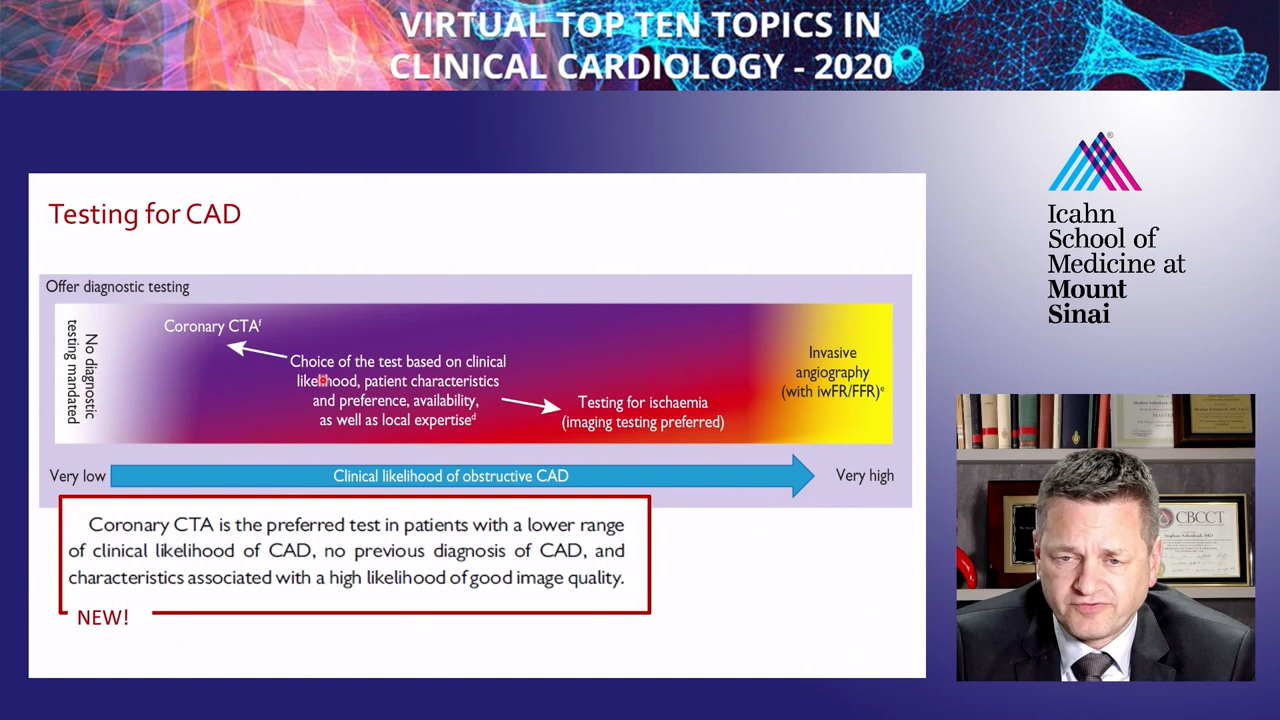 VIRTUAL TOP TEN TOPICS IN
CLINICAL CARDIOLOGY - 2020
Testing for CAD
Offer diagnostic testing
No diagnostic
testing mandated
Coronary CTAᶠ
Choice of the test based on clinical
likelihood, patient characteristics
and preference, availability,
as well as local expertiseᵈ
Testing for ischaemia
(imaging testing preferred)
Invasive
angiography
(with iwFR/FFR)ᵉ
Very low
Clinical likelihood of obstructive CAD
Very high
Coronary CTA is the preferred test in patients with a lower range
of clinical likelihood of CAD, no previous diagnosis of CAD, and
characteristics associated with a high likelihood of good image quality.
NEW!
®
Icahn
School of
Medicine at
Mount
Sinai
CBCCT